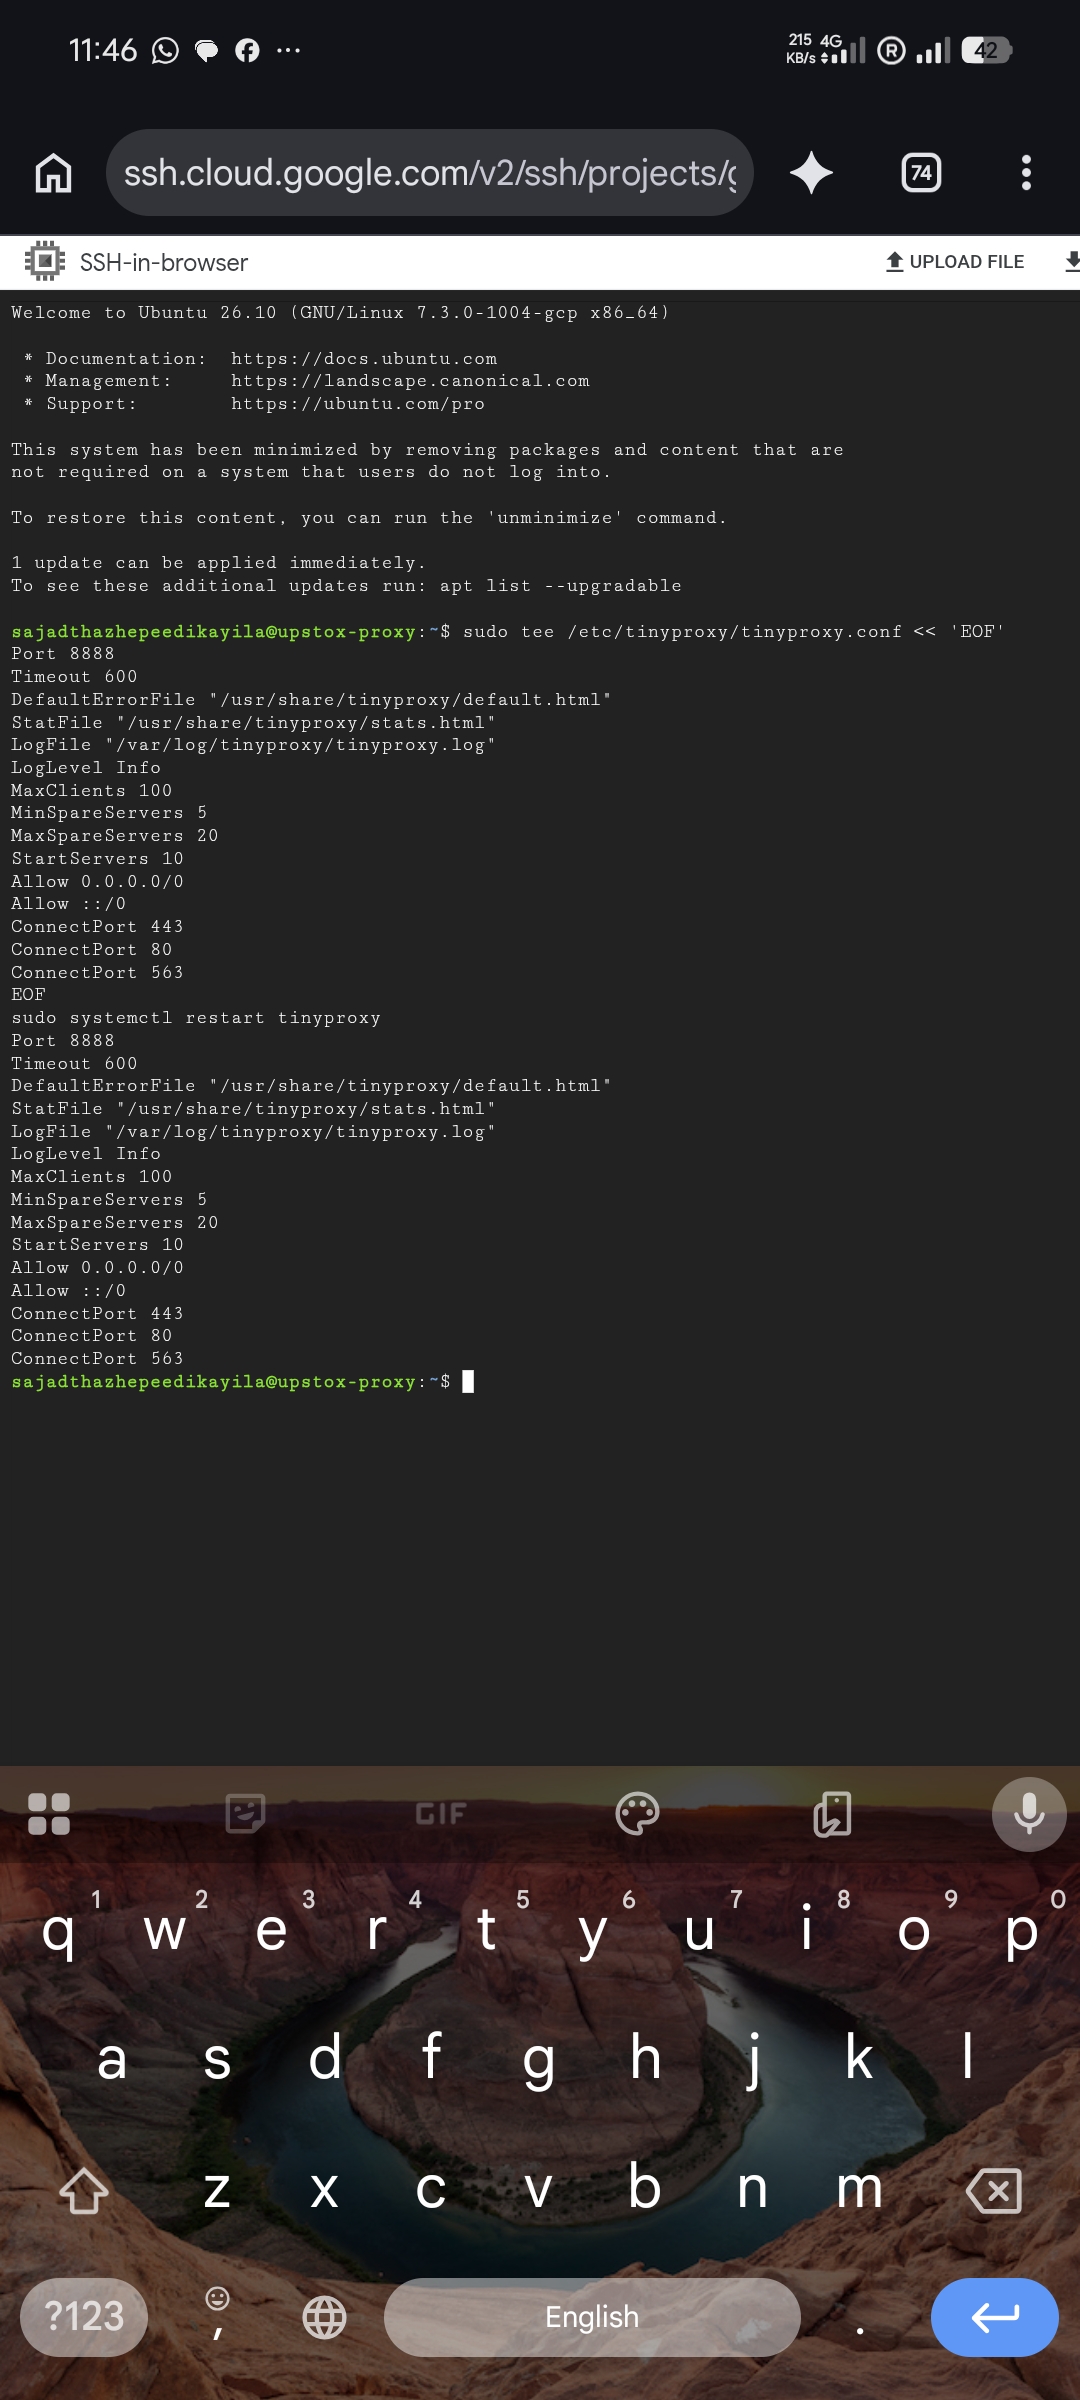 11:46 ...
215 KB/s 4G R 42
ssh.cloud.google.com/v2/ssh/projects/g
74
SSH-in-browser
UPLOAD FILE
Welcome to Ubuntu 26.10 (GNU/Linux 7.3.0-1004-gcp x86_64)
* Documentation: https://docs.ubuntu.com
* Management: https://landscape.canonical.com
* Support: https://ubuntu.com/pro
This system has been minimized by removing packages and content that are
not required on a system that users do not log into.
To restore this content, you can run the 'unminimize' command.
1 update can be applied immediately.
To see these additional updates run: apt list --upgradable
sajadthazhepeedikayila@upstox-proxy:~$ sudo tee /etc/tinyproxy/tinyproxy.conf << 'EOF'
Port 8888
Timeout 600
DefaultErrorFile "/usr/share/tinyproxy/default.html"
StatFile "/usr/share/tinyproxy/stats.html"
LogFile "/var/log/tinyproxy/tinyproxy.log"
LogLevel Info
MaxClients 100
MinSpareServers 5
MaxSpareServers 20
StartServers 10
Allow 0.0.0.0/0
Allow ::/0
ConnectPort 443
ConnectPort 80
ConnectPort 563
EOF
sudo systemctl restart tinyproxy
Port 8888
Timeout 600
DefaultErrorFile "/usr/share/tinyproxy/default.html"
StatFile "/usr/share/tinyproxy/stats.html"
LogFile "/var/log/tinyproxy/tinyproxy.log"
LogLevel Info
MaxClients 100
MinSpareServers 5
MaxSpareServers 20
StartServers 10
Allow 0.0.0.0/0
Allow ::/0
ConnectPort 443
ConnectPort 80
ConnectPort 563
sajadthazhepeedikayila@upstox-proxy:~$
GIF
1 2 3 4 5 6 7 8 9 0
q w e r t y u i o p
a s d f g h j k l
z x c v b n m
?123 , English .